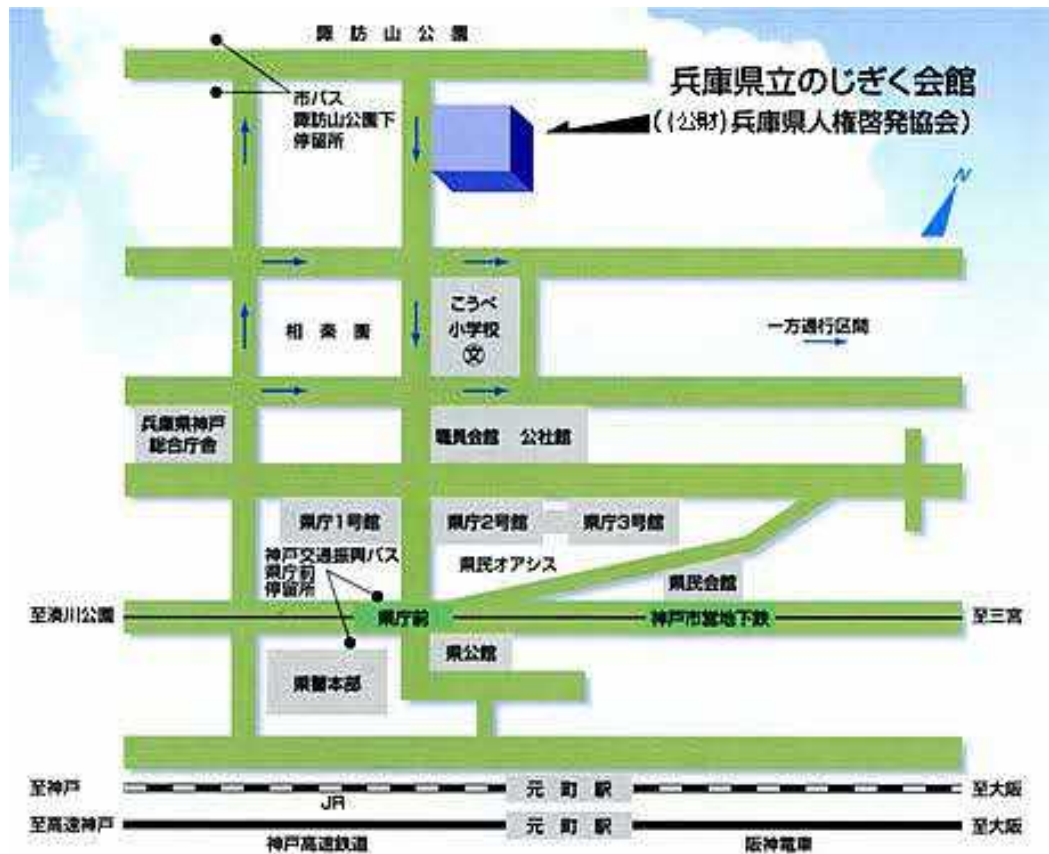 諏訪山公園
兵庫県立のじぎく会館
((公財)兵庫県人権啓発協会)
市バス
諏訪山公園下
停留所
N
こうべ
小学校
文
相楽園
一方通行区間
兵庫県神戸
総合庁舎
職員会館 公社館
県庁1号館
県庁2号館
県庁3号館
神戸交通振興バス
県庁前
停留所
県民オアシス
県民会館
至湊川公園
県庁前
神戸市営地下鉄
至三宮
県公館
県警本部
至神戸
JR
元町駅
至大阪
至高速神戸
神戸高速鉄道
元町駅
阪神電車
至大阪